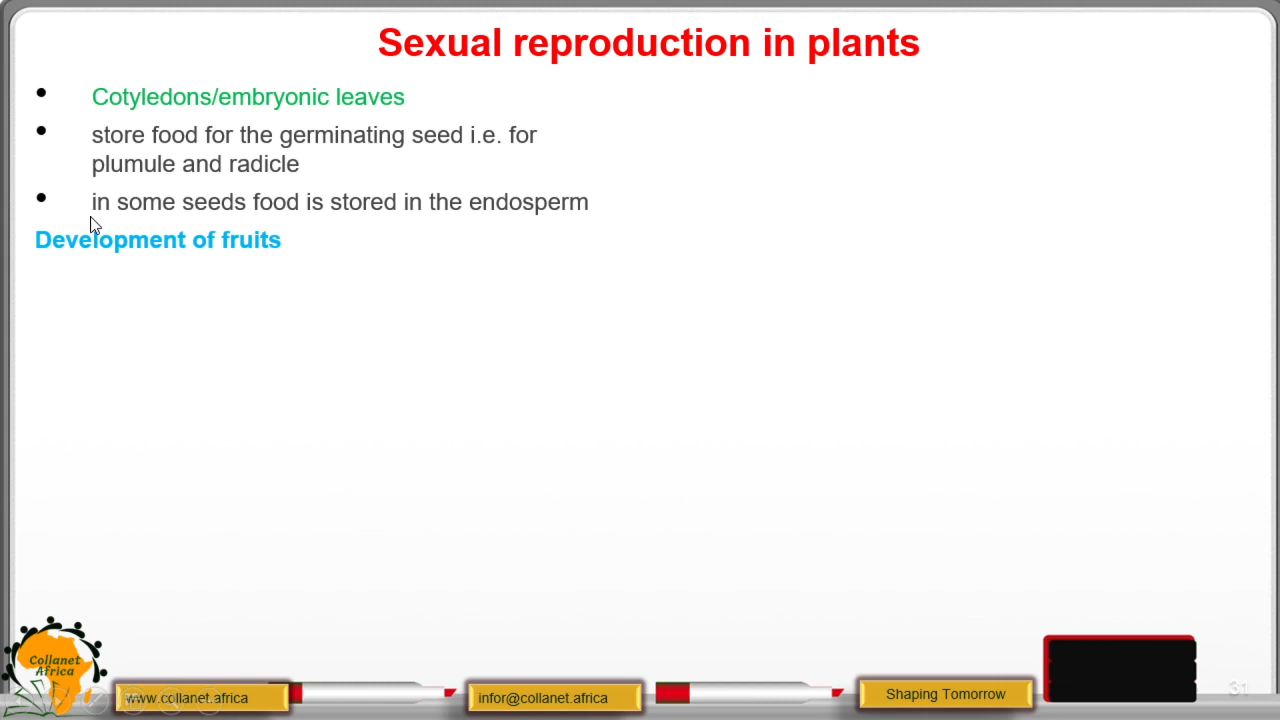 Sexual reproduction in plants
• Cotyledons/embryonic leaves
• store food for the germinating seed i.e. for
plumule and radicle
• in some seeds food is stored in the endosperm
Development of fruits
Collanet
Africa
www.collanet.africa
infor@collanet.africa
Shaping Tomorrow
31